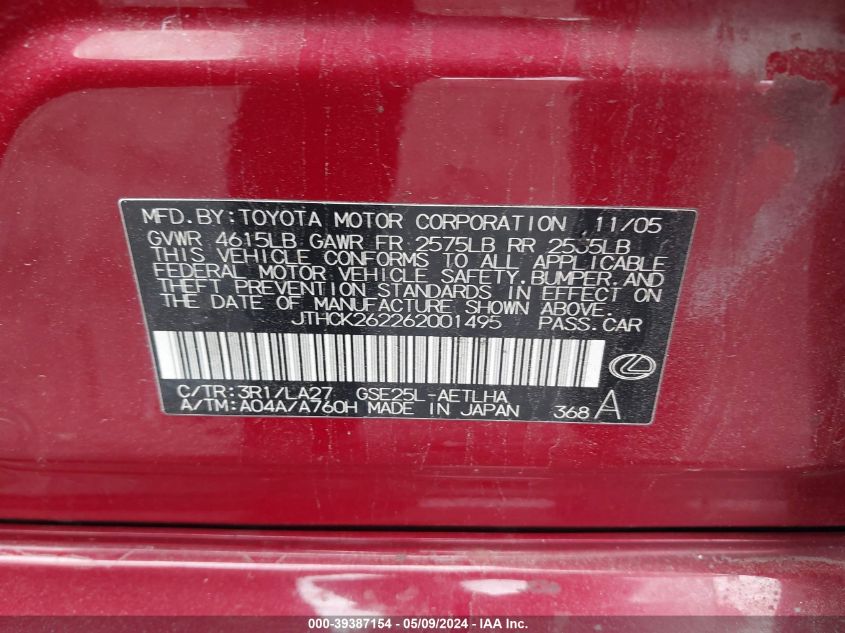 MFD.BY:TOYOTA MOTOR CORPORATION 11/05
GVWR 4615LB GAWR FR 2575LB RR 2535LB
THIS VEHICLE CONFORMS TO ALL APPLICABLE
FEDERAL MOTOR VEHICLE SAFETY,BUMPER,AND
THEFT PREVENTION STANDARDS IN EFFECT ON
THE DATE OF MANUFACTURE SHOWN ABOVE.
JTHCK262262001495 PASS.CAR
C/TR:3R1/LA27 GSE25L-AETLHA
A/TM:A04A/A760H MADE IN JAPAN 368 A
000-39387154 - 05/09/2024 - IAA, Inc.